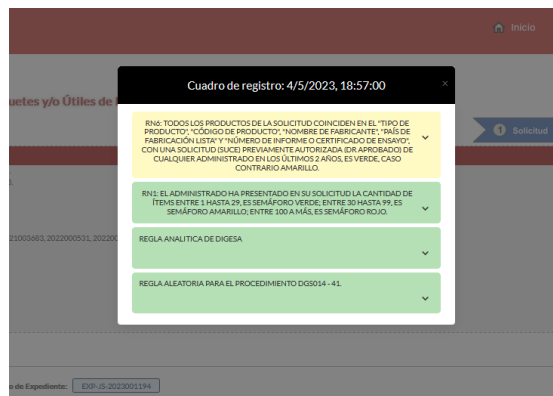 Inicio
Cuadro de registro: 4/5/2023, 18:57:00
×
uetes y/o Útiles de
RN6: TODOS LOS PRODUCTOS DE LA SOLICITUD COINCIDEN EN EL "TIPO DE
PRODUCTO", "CÓDIGO DE PRODUCTO", "NOMBRE DE FABRICANTE", "PAÍS DE
FABRICACIÓN LISTA" Y "NÚMERO DE INFORME O CERTIFICADO DE ENSAYO",
CON UNA SOLICITUD (SUCE) PREVIAMENTE AUTORIZADA (DR APROBADO) DE
CUALQUIER ADMINISTRADO EN LOS ÚLTIMOS 2 AÑOS, ES VERDE, CASO
CONTRARIO AMARILLO.
1 Solicitud
RN1: EL ADMINISTRADO HA PRESENTADO EN SU SOLICITUD LA CANTIDAD DE
ÍTEMS ENTRE 1 HASTA 29, ES SEMÁFORO VERDE; ENTRE 30 HASTA 99, ES
SEMÁFORO AMARILLO; ENTRE 100 A MÁS, ES SEMÁFORO ROJO.
21003683, 2022000531, 202200
REGLA ANALITICA DE DIGESA
REGLA ALEATORIA PARA EL PROCEDIMIENTO DGS014 - 41.
o de Expediente: EXP-JS-2023001194